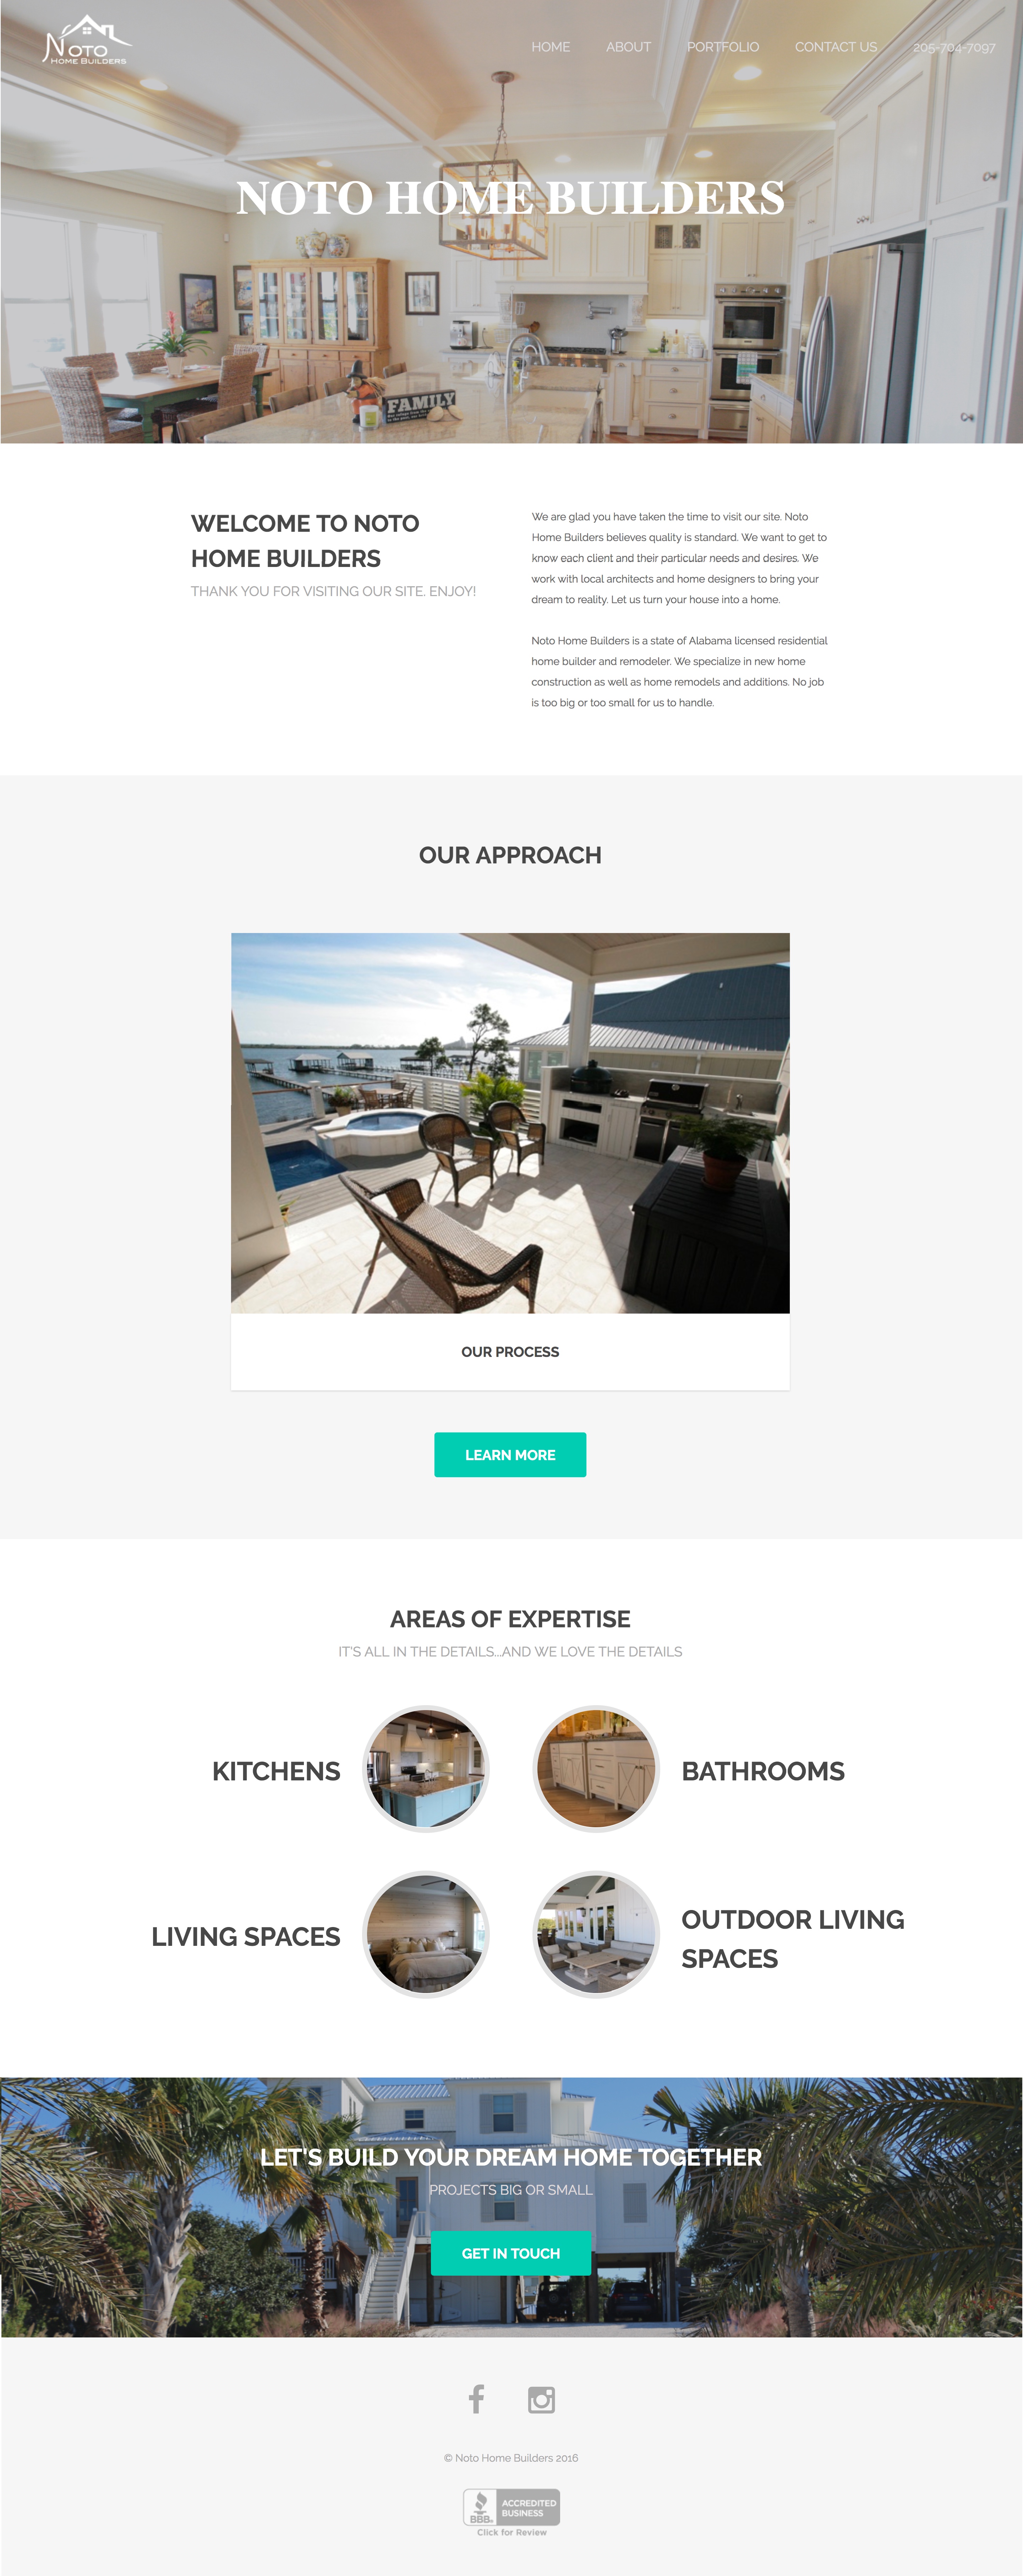 NOTO
HOME BUILDERS
HOME ABOUT PORTFOLIO CONTACT US 205-704-7097
NOTO HOME BUILDERS
FAMILY
WELCOME TO NOTO
HOME BUILDERS
THANK YOU FOR VISITING OUR SITE. ENJOY!
We are glad you have taken the time to visit our site. Noto
Home Builders believes quality is standard. We want to get to
know each client and their particular needs and desires. We
work with local architects and home designers to bring your
dream to reality. Let us turn your house into a home.
Noto Home Builders is a state of Alabama licensed residential
home builder and remodeler. We specialize in new home
construction as well as home remodels and additions. No job
is too big or too small for us to handle.
OUR APPROACH
OUR PROCESS
LEARN MORE
AREAS OF EXPERTISE
IT'S ALL IN THE DETAILS...AND WE LOVE THE DETAILS
KITCHENS
BATHROOMS
LIVING SPACES
OUTDOOR LIVING
SPACES
LET'S BUILD YOUR DREAM HOME TOGETHER
PROJECTS BIG OR SMALL
GET IN TOUCH
© Noto Home Builders 2016
BBB.
ACCREDITED
BUSINESS
Click for Review